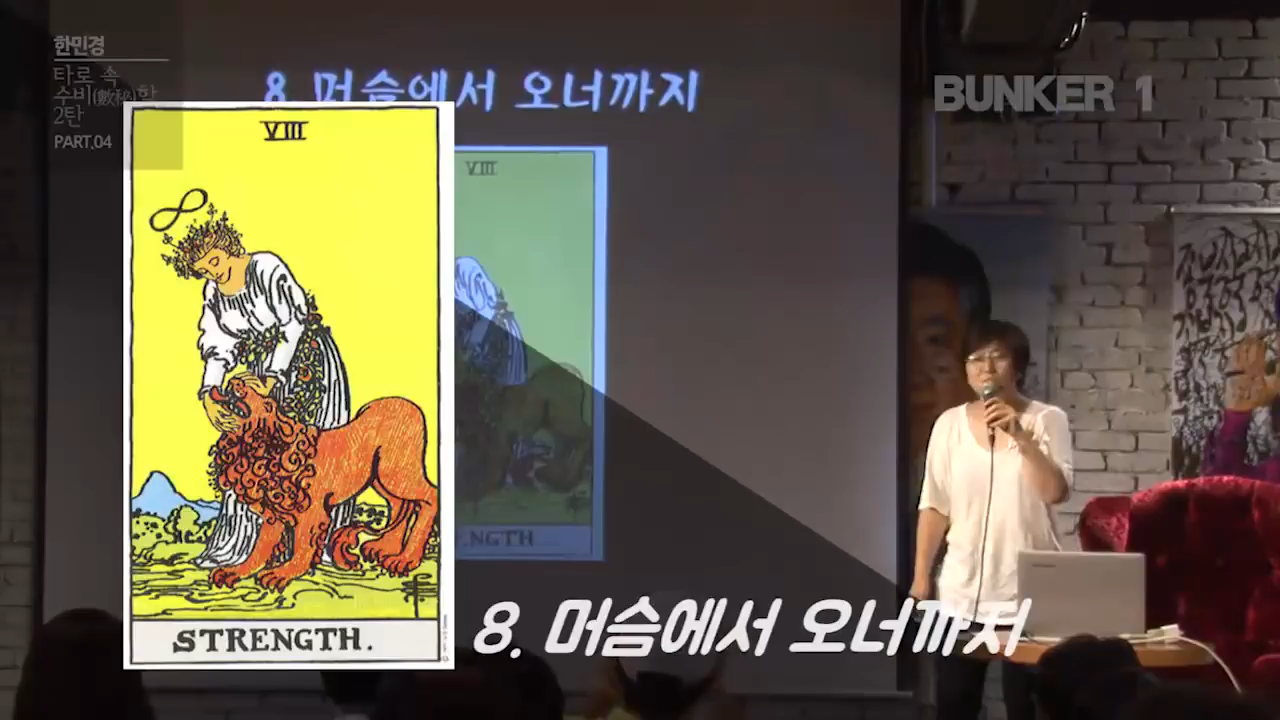 한민경
타로 속
수비(數秘)학
2탄
PART.04
8. 머슴에서 오너까지
BUNKER 1
VIII
VIII
STRENGTH.
NGTH
8. 머슴에서 오너까지